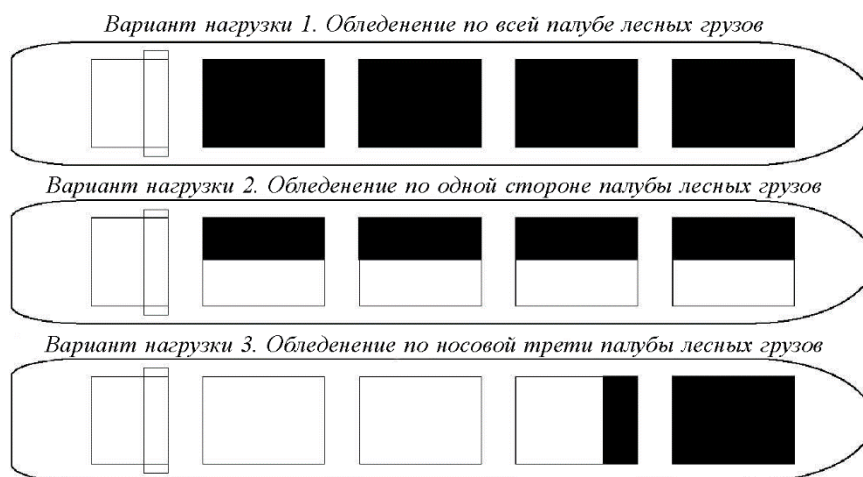 Вариант нагрузки 1. Обледенение по всей палубе лесных грузов
Вариант нагрузки 2. Обледенение по одной стороне палубы лесных грузов
Вариант нагрузки 3. Обледенение по носовой трети палубы лесных грузов